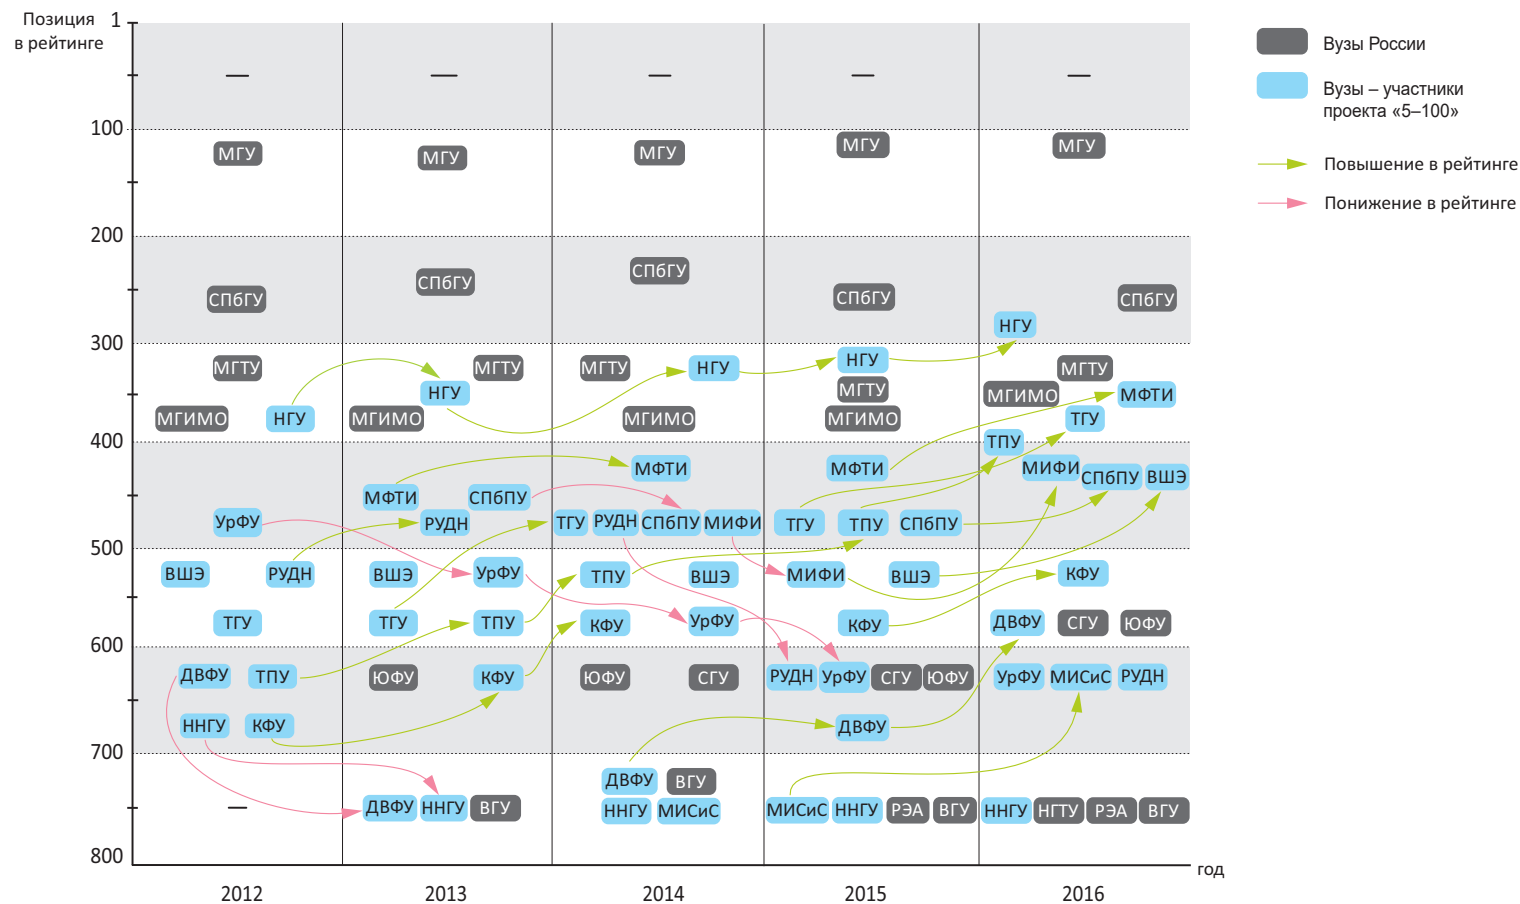 Позиция
в рейтинге
1
100
200
300
400
500
600
700
800
—
—
—
—
—
МГУ
МГУ
МГУ
МГУ
МГУ
СПбГУ
СПбГУ
СПбГУ
СПбГУ
СПбГУ
НГУ
МГТУ
МГТУ
МГТУ
НГУ
НГУ
МГТУ
МГИМО
НГУ
МГИМО
НГУ
МГИМО
МГТУ
МГИМО
МГИМО
МФТИ
ТГУ
МФТИ
СПбПУ
МФТИ
МФТИ
ТПУ
МИФИ
СПбПУ
ВШЭ
УрФУ
РУДН
ТГУ
РУДН
СПбПУ
МИФИ
ТГУ
ТПУ
СПбПУ
ВШЭ
РУДН
ВШЭ
УрФУ
ТПУ
ВШЭ
МИФИ
ВШЭ
КФУ
ТГУ
ТГУ
ТПУ
КФУ
УрФУ
КФУ
ДВФУ
СГУ
ЮФУ
ДВФУ
ТПУ
ЮФУ
КФУ
ЮФУ
СГУ
РУДН
УрФУ
СГУ
ЮФУ
УрФУ
МИСиС
РУДН
ННГУ
КФУ
ДВФУ
ДВФУ
ВГУ
—
ДВФУ
ННГУ
ВГУ
ННГУ
МИСиС
МИСиС
ННГУ
РЭА
ВГУ
ННГУ
НГТУ
РЭА
ВГУ
2012
2013
2014
2015
2016
год
Вузы России
Вузы – участники
проекта «5–100»
Повышение в рейтинге
Понижение в рейтинге